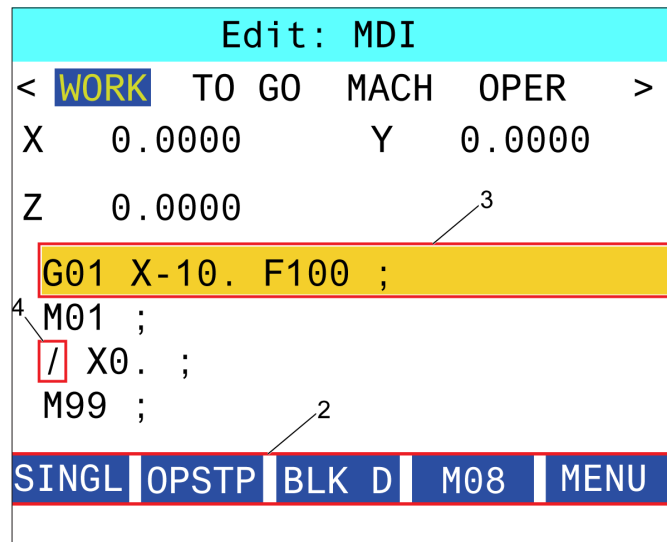 Edit: MDI
< WORK TO GO MACH OPER >
X 0.0000 Y 0.0000
Z 0.0000
3
G01 X-10. F100 ;
4
M01 ;
/ X0. ;
M99 ;
2
SINGL OPSTP BLK D M08 MENU